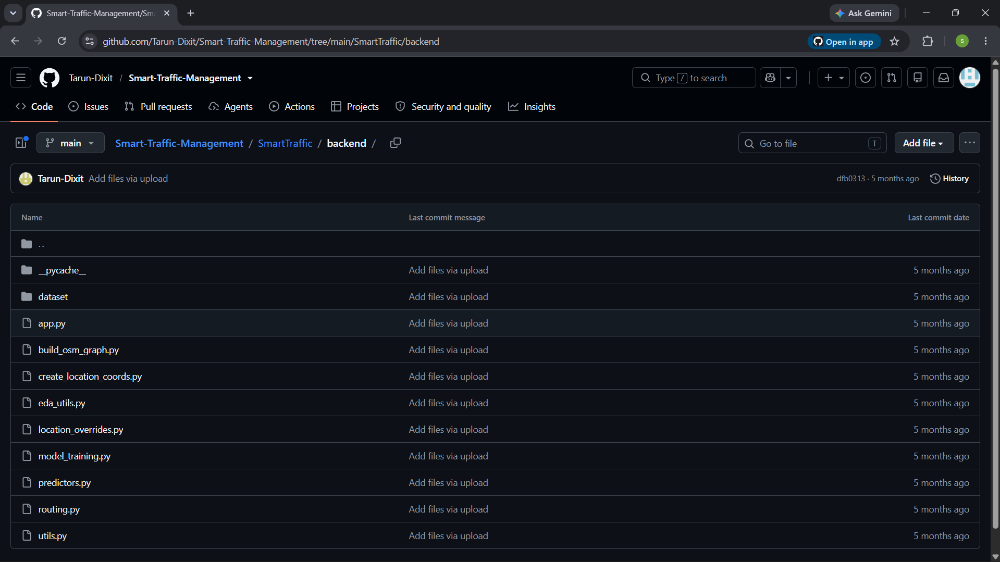 Smart-Traffic-Management/Sm
Ask Gemini
github.com/Tarun-Dixit/Smart-Traffic-Management/tree/main/SmartTraffic/backend
Open in app
S
Tarun-Dixit / Smart-Traffic-Management
Type / to search
Code
Issues
Pull requests
Agents
Actions
Projects
Security and quality
Insights
main
Smart-Traffic-Management / SmartTraffic / backend /
Go to file
T
Add file
Tarun-Dixit Add files via upload
dfb0313 · 5 months ago
History
Name Last commit message Last commit date
..
__pycache__ Add files via upload 5 months ago
dataset Add files via upload 5 months ago
app.py Add files via upload 5 months ago
build_osm_graph.py Add files via upload 5 months ago
create_location_coords.py Add files via upload 5 months ago
eda_utils.py Add files via upload 5 months ago
location_overrides.py Add files via upload 5 months ago
model_training.py Add files via upload 5 months ago
predictors.py Add files via upload 5 months ago
routing.py Add files via upload 5 months ago
utils.py Add files via upload 5 months ago